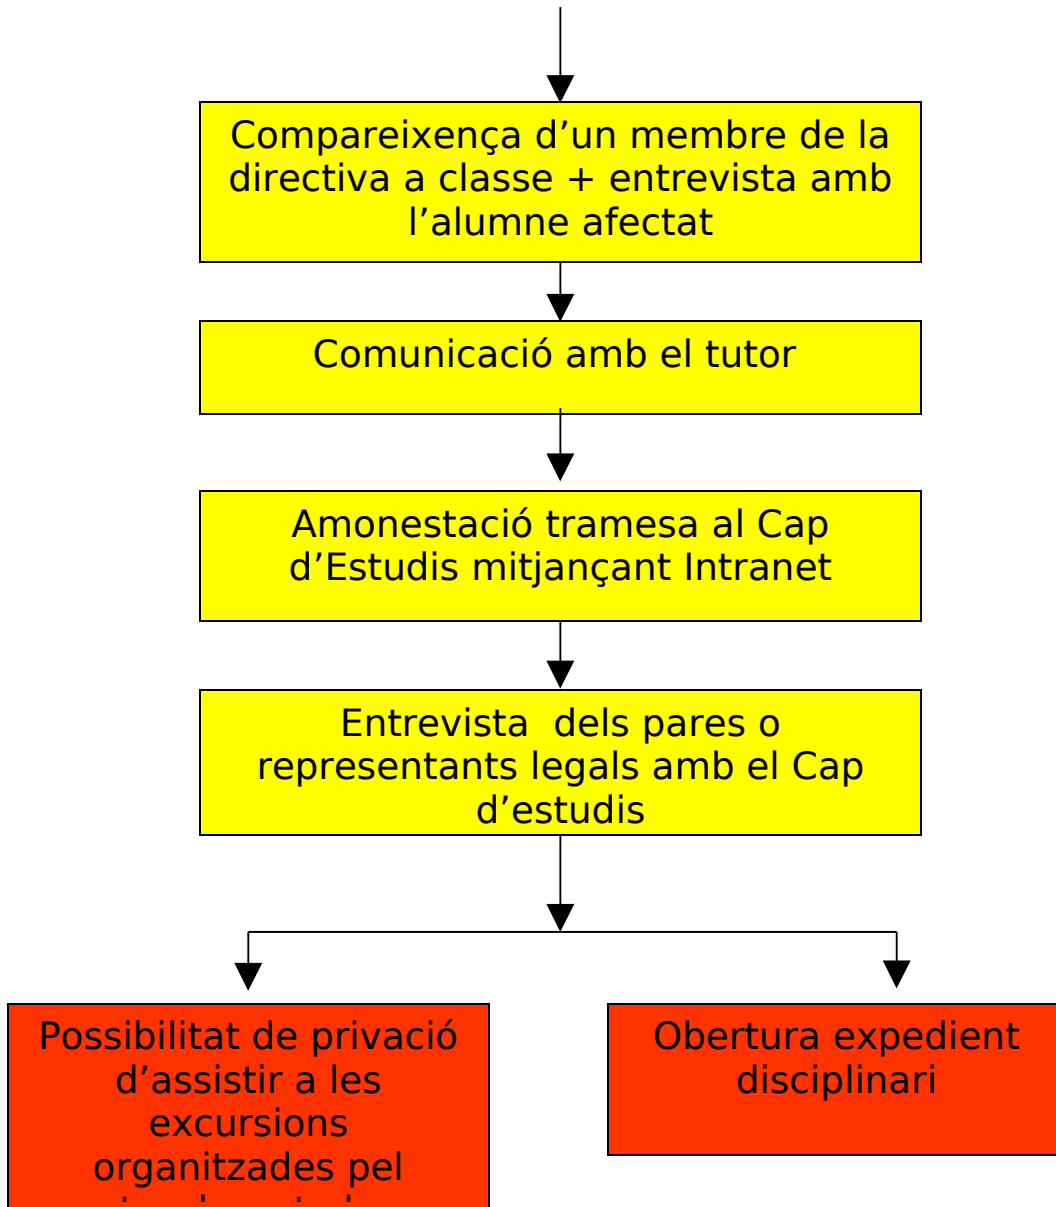 Compareixença d’un membre de la
directiva a classe + entrevista amb
l’alumne afectat
Comunicació amb el tutor
Amonestació tramesa al Cap
d’Estudis mitjançant Intranet
Entrevista  dels pares o
representants legals amb el Cap
d’estudis
Possibilitat de privació
d’assistir a les
excursions
organitzades pel
Obertura expedient
disciplinari